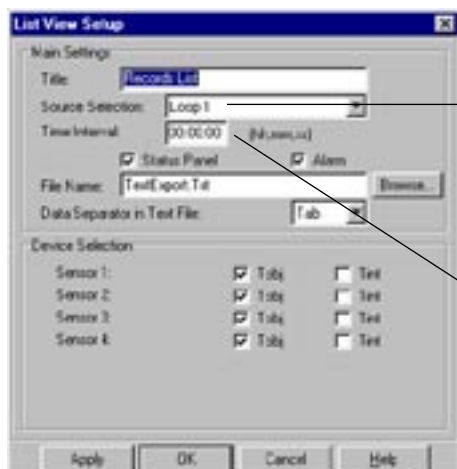 List View Setup
Main Settings
Title: Records List
Source Selection: Loop1
Time Interval: 00:00:00 (hh:mm:ss)
Status Panel Alarm
File Name: TextExport.Txt Browse...
Data Separator in Text File: Tab
Device Selection
Sensor 1: Tobj Tint
Sensor 2: Tobj Tint
Sensor 3: Tobj Tint
Sensor 4: Tobj Tint
Apply OK Cancel Help